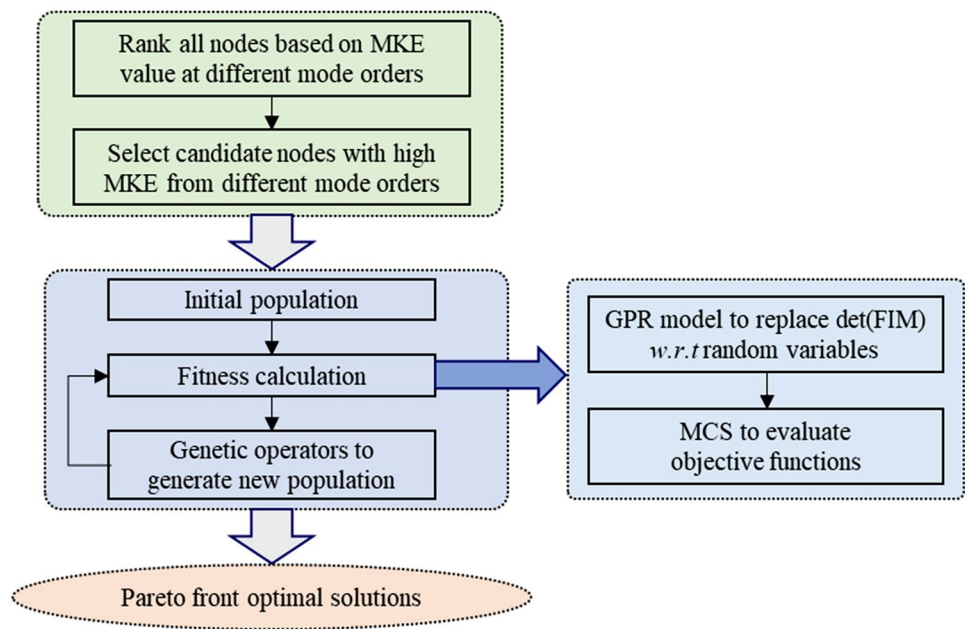 Rank all nodes based on MKE
value at different mode orders
Select candidate nodes with high
MKE from different mode orders
Initial population
Fitness calculation
Genetic operators to
generate new population
GPR model to replace det(FIM)
w.r.t random variables
MCS to evaluate
objective functions
Pareto front optimal solutions